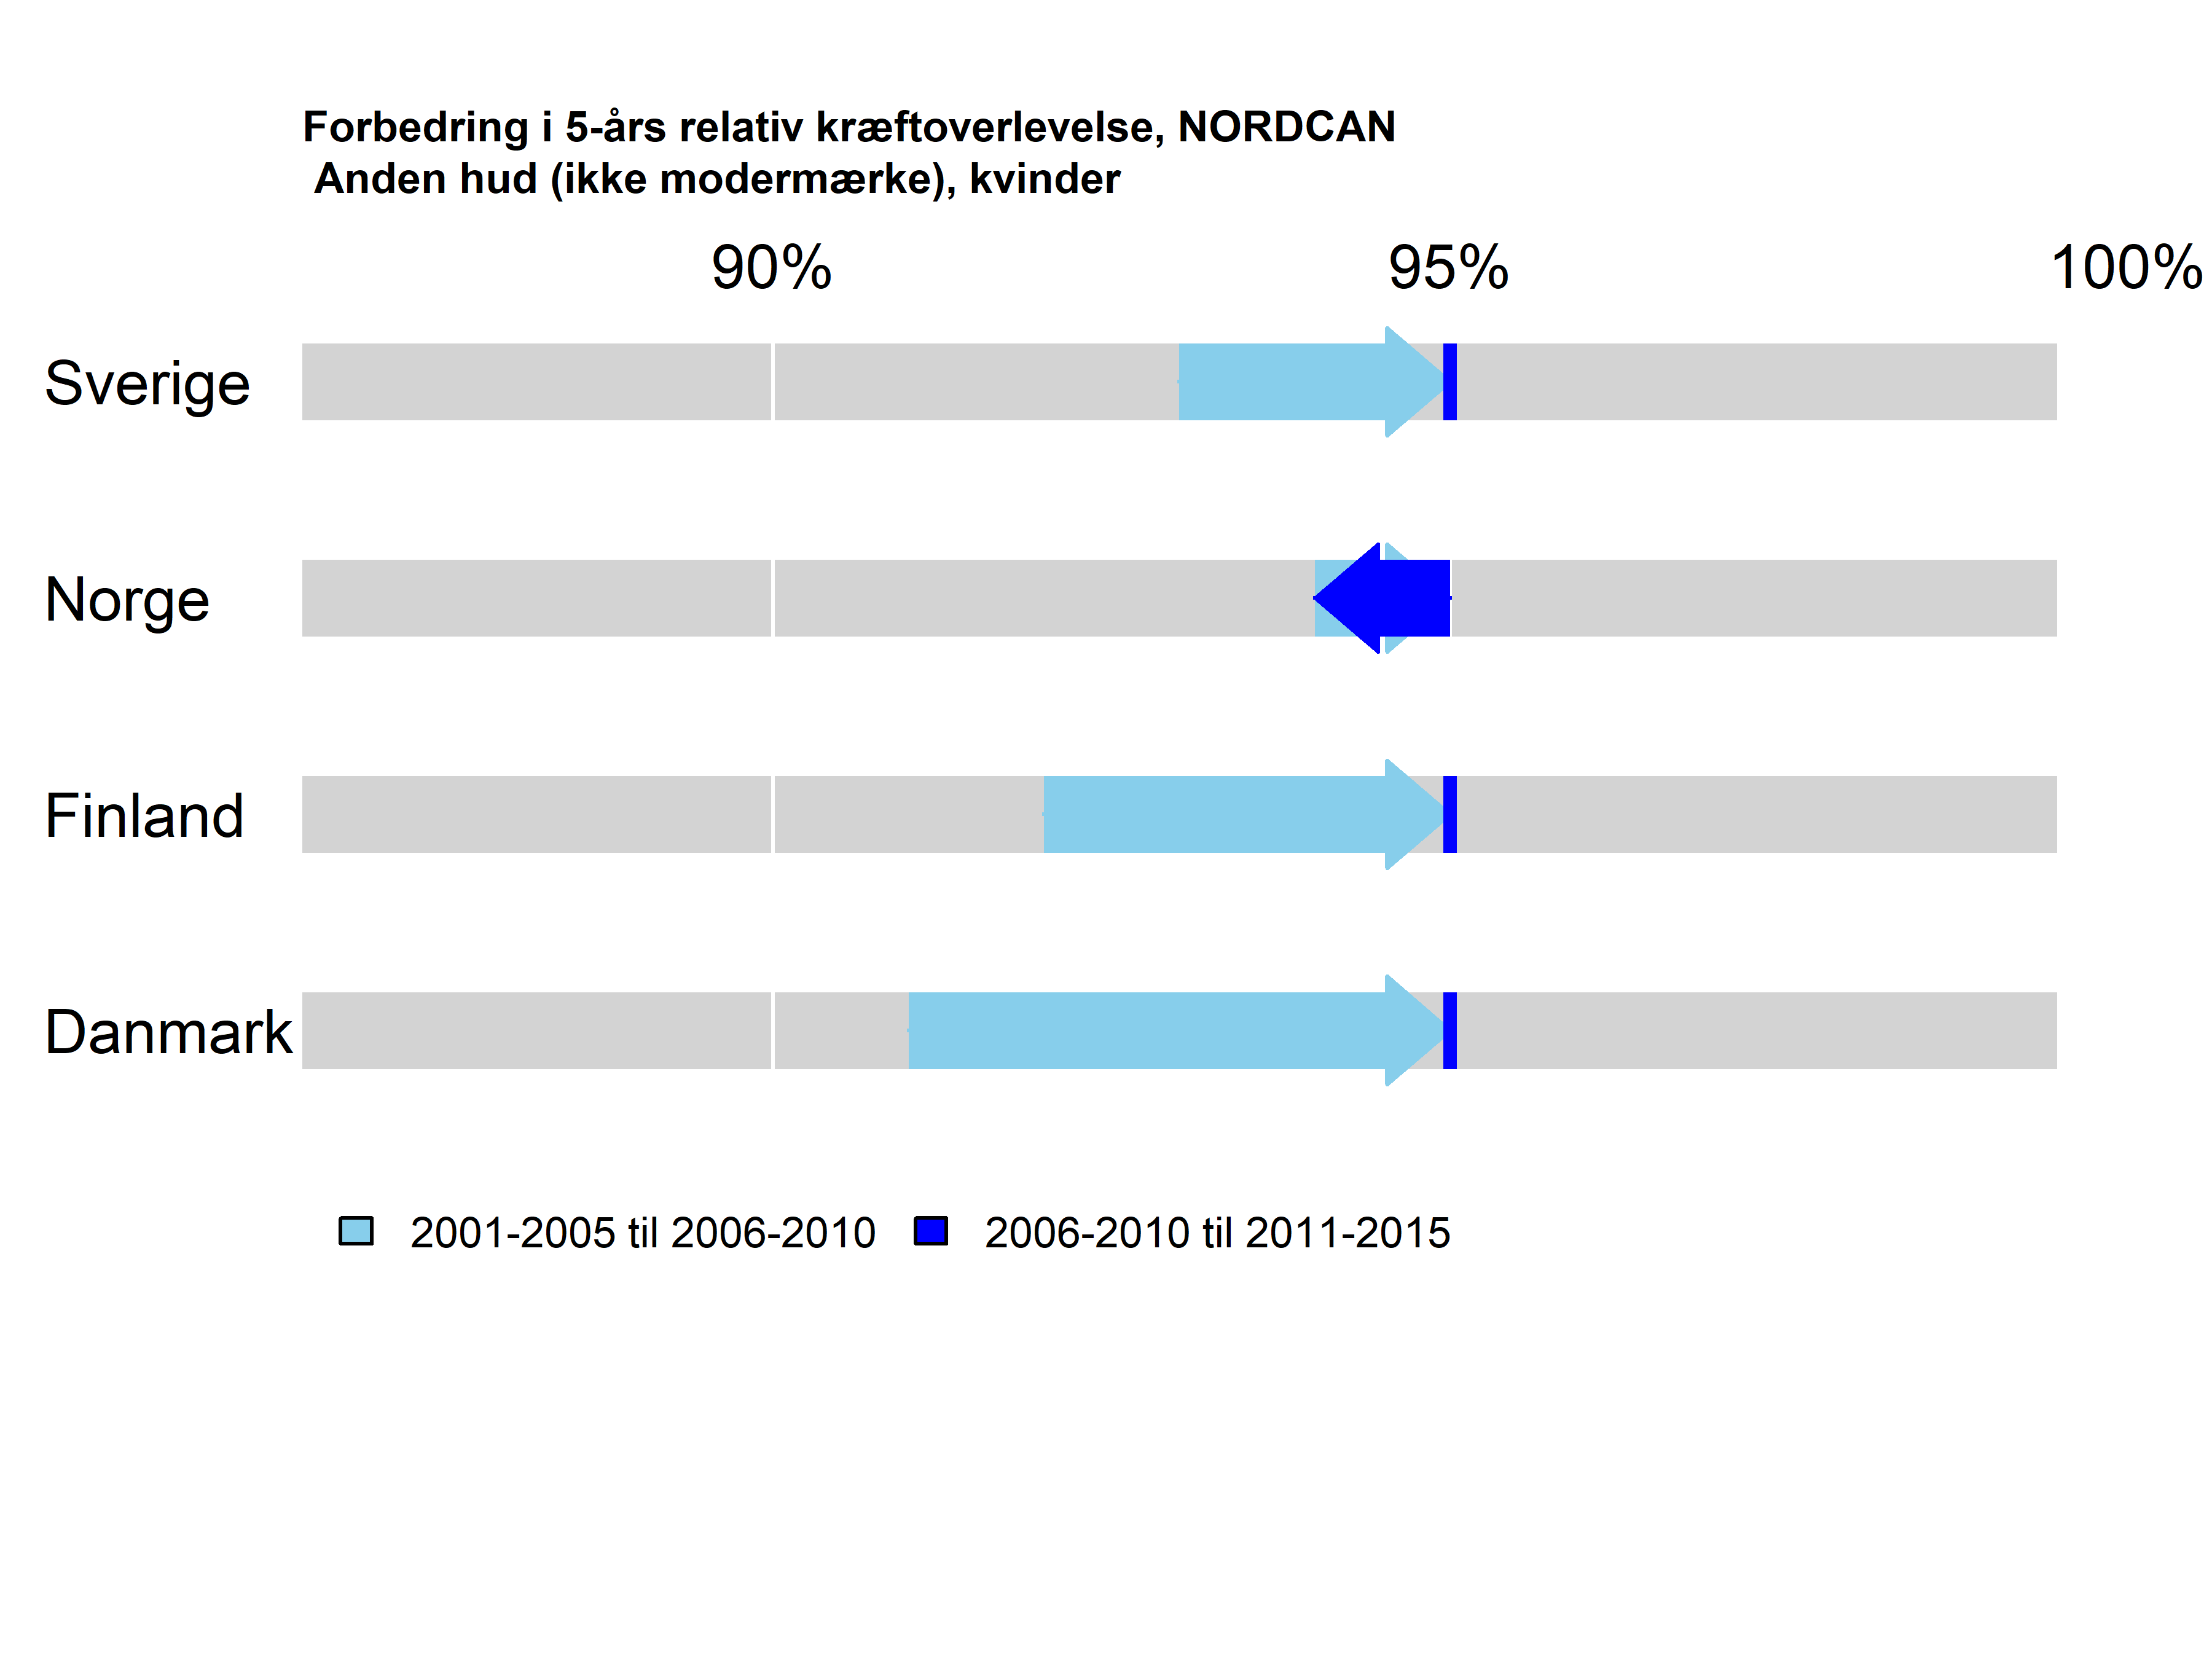 Forbedring i 5-års relativ kræftoverlevelse, NORDCAN
Anden hud (ikke modermærke), kvinder
90% 95% 100%
Sverige
Norge
Finland
Danmark
2001-2005 til 2006-2010 2006-2010 til 2011-2015